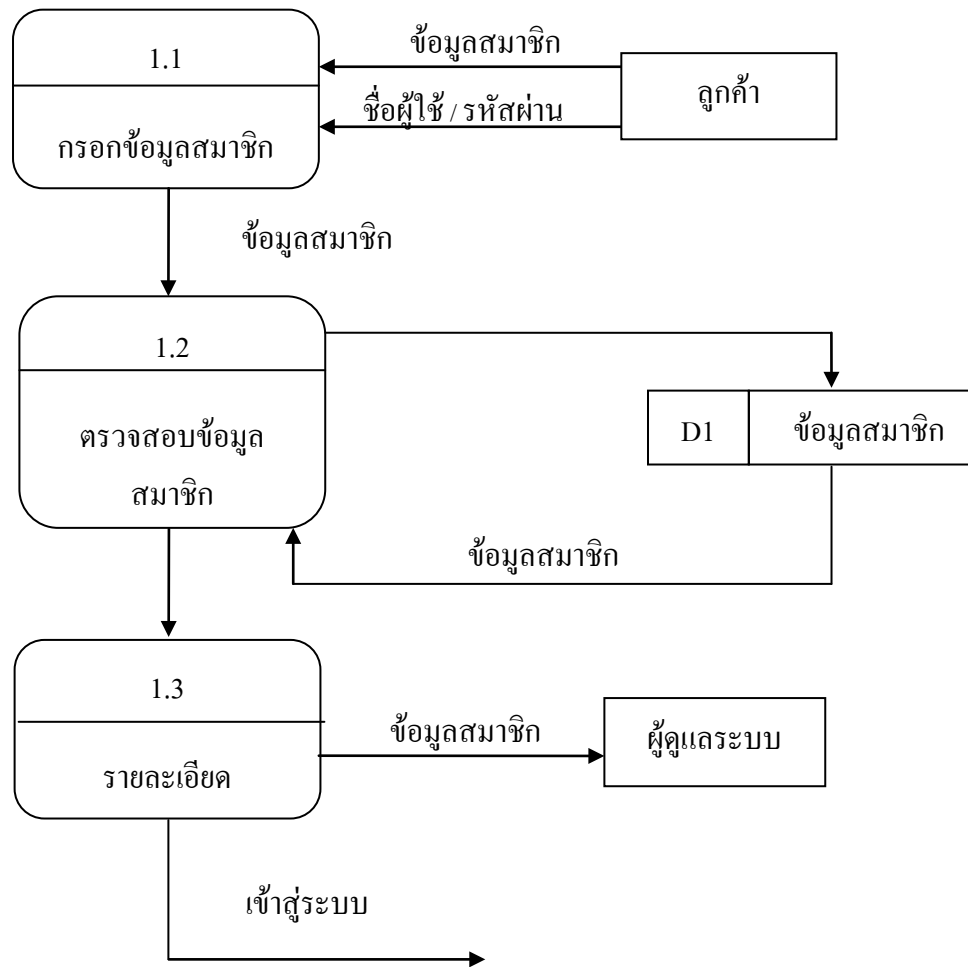 1.1
กรอกข้อมูลสมาชิก
ข้อมูลสมาชิก
ชื่อผู้ใช้ / รหัสผ่าน
ลูกค้า
ข้อมูลสมาชิก
1.2
ตรวจสอบข้อมูล
สมาชิก
D1
ข้อมูลสมาชิก
ข้อมูลสมาชิก
1.3
รายละเอียด
ข้อมูลสมาชิก
ผู้ดูแลระบบ
เข้าสู่ระบบ